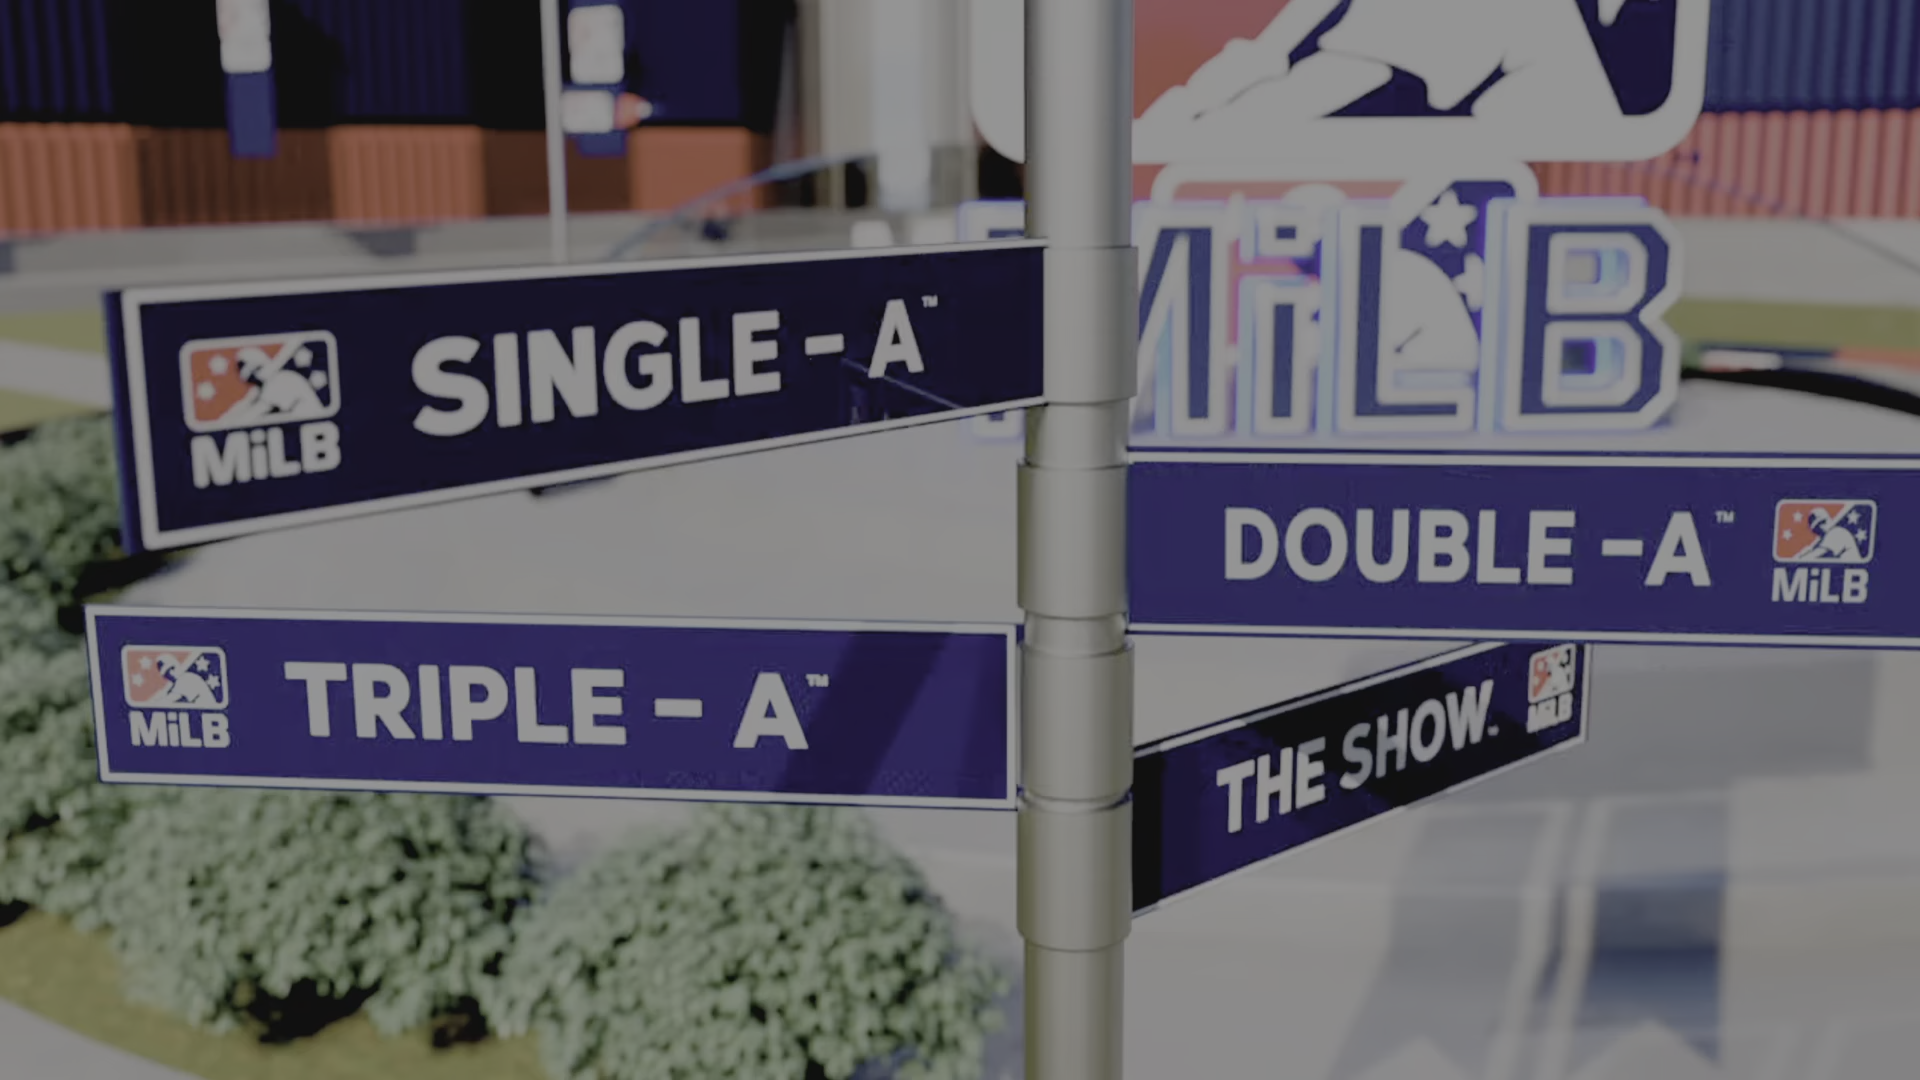 MiLB
SINGLE-A™
MiLB
DOUBLE-A™
MiLB
MiLB
TRIPLE - A™
THE SHOW.
MiLB